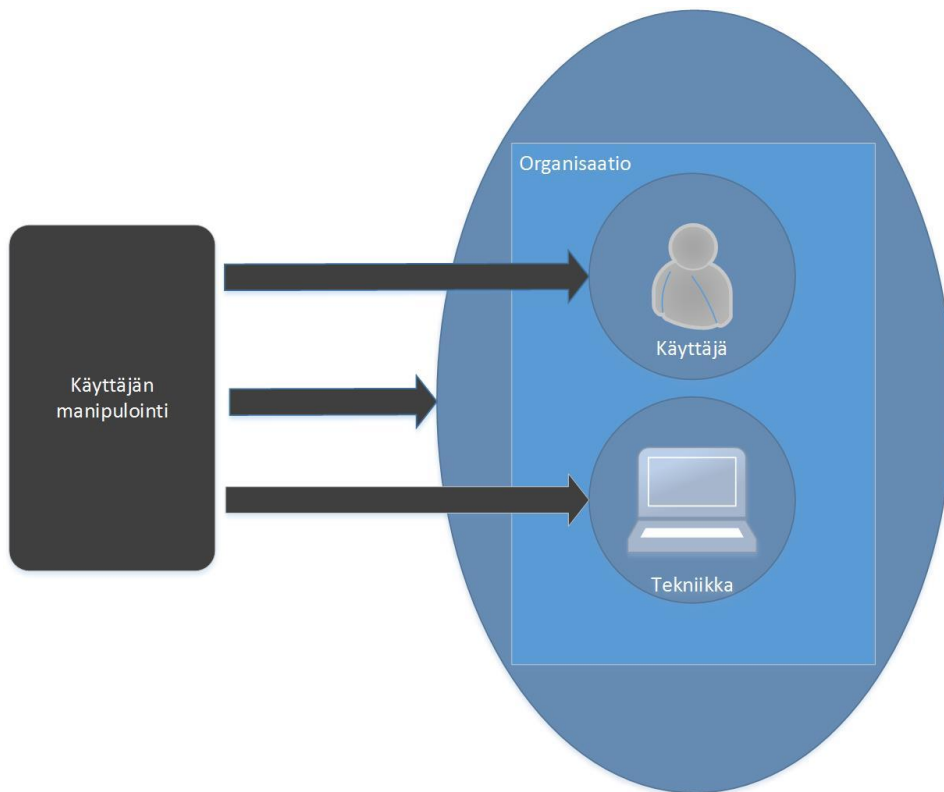 Organisaatio
Käyttäjä
Käyttäjän
manipulointi
Tekniikka